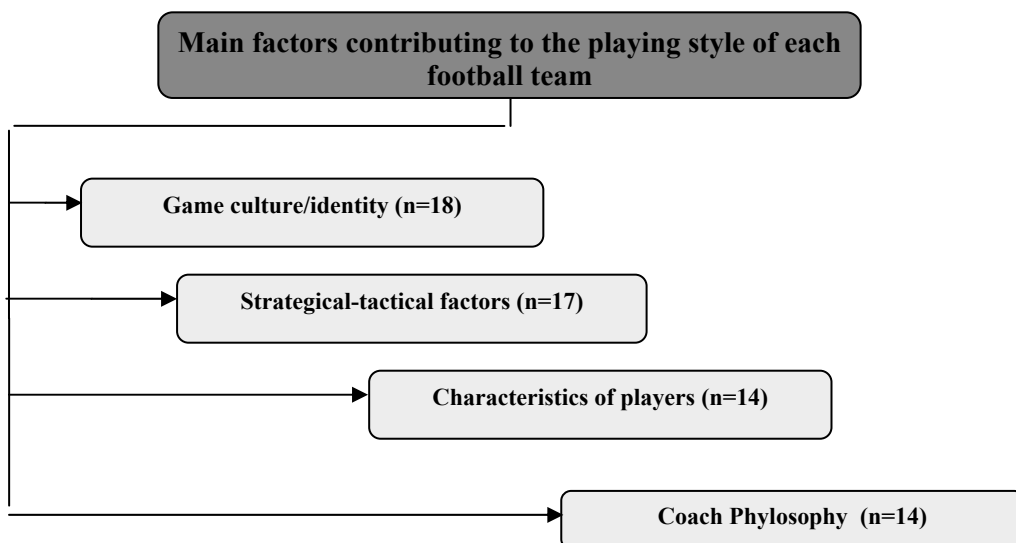 Main factors contributing to the playing style of each
football team
Game culture/identity (n=18)
Strategical-tactical factors (n=17)
Characteristics of players (n=14)
Coach Phylosophy (n=14)